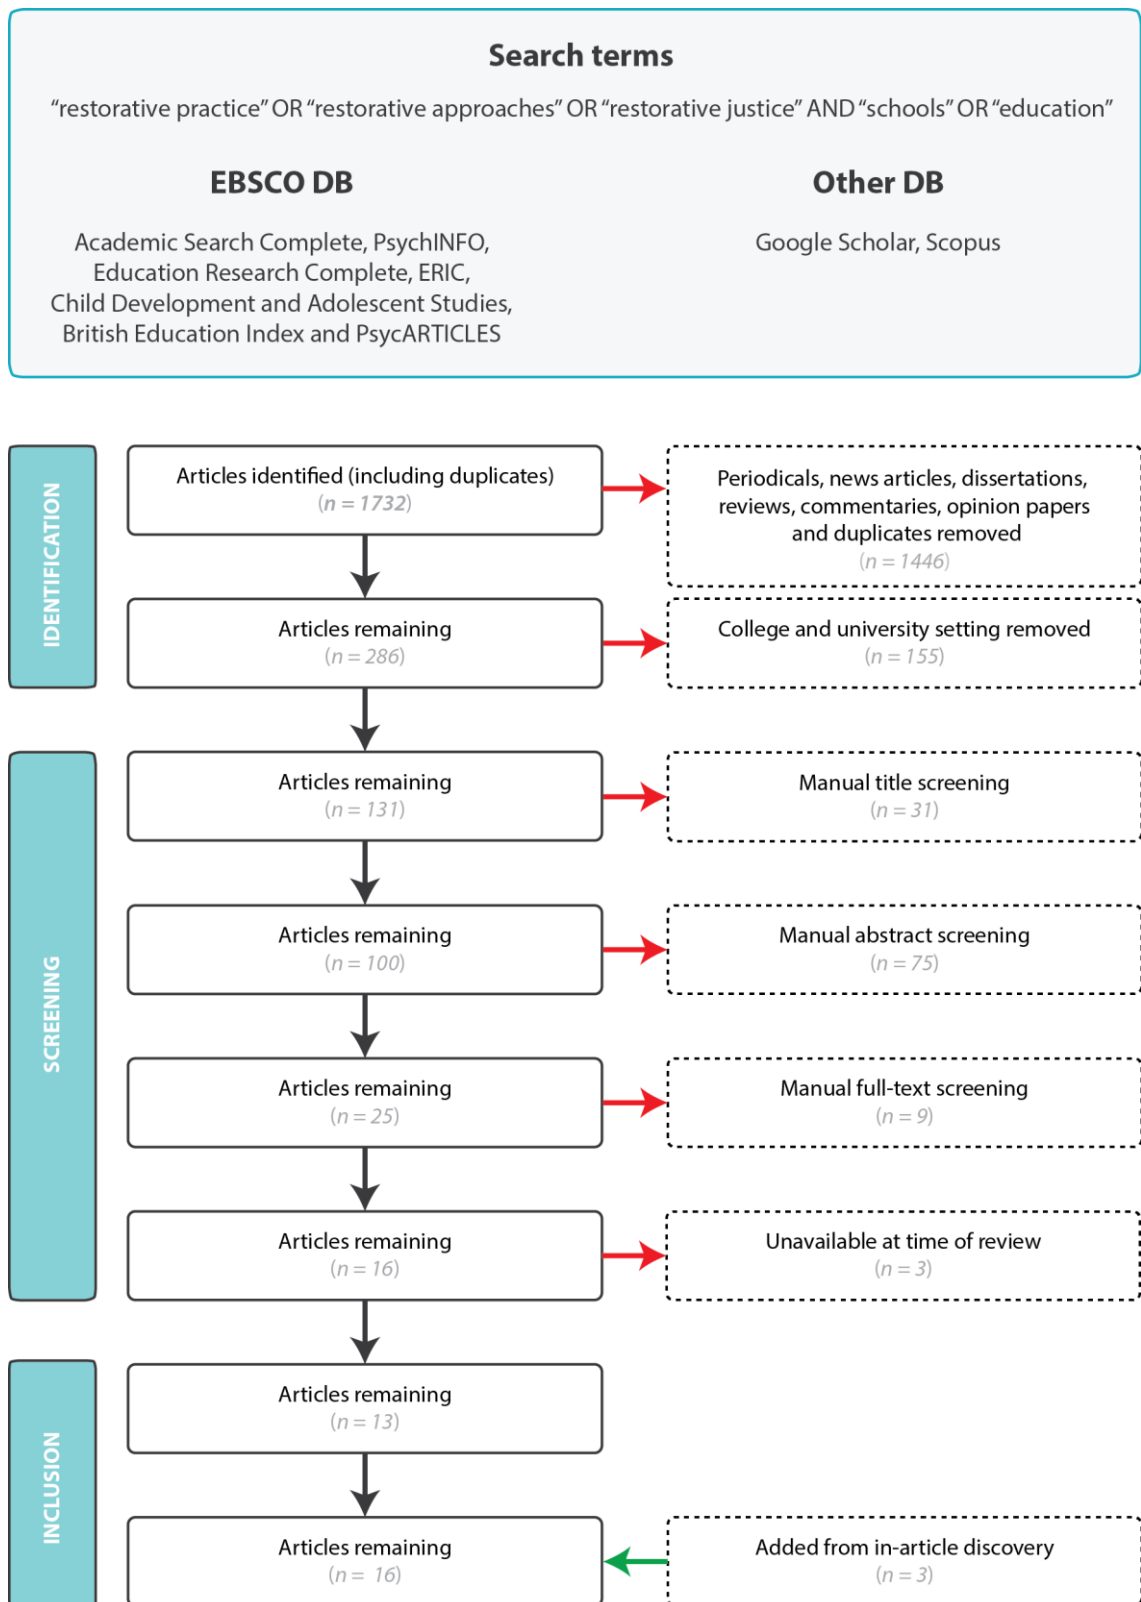 Search terms
“restorative practice” OR “restorative approaches” OR “restorative justice” AND “schools” OR “education”
EBSCO DB
Academic Search Complete, PsychINFO,
Education Research Complete, ERIC,
Child Development and Adolescent Studies,
British Education Index and PsycARTICLES
Other DB
Google Scholar, Scopus
IDENTIFICATION
Articles identified (including duplicates)
(n = 1732)
Periodicals, news articles, dissertations,
reviews, commentaries, opinion papers
and duplicates removed
(n = 1446)
Articles remaining
(n = 286)
College and university setting removed
(n = 155)
SCREENING
Articles remaining
(n = 131)
Manual title screening
(n = 31)
Articles remaining
(n = 100)
Manual abstract screening
(n = 75)
Articles remaining
(n = 25)
Manual full-text screening
(n = 9)
Articles remaining
(n = 16)
Unavailable at time of review
(n = 3)
INCLUSION
Articles remaining
(n = 13)
Articles remaining
(n = 16)
Added from in-article discovery
(n = 3)